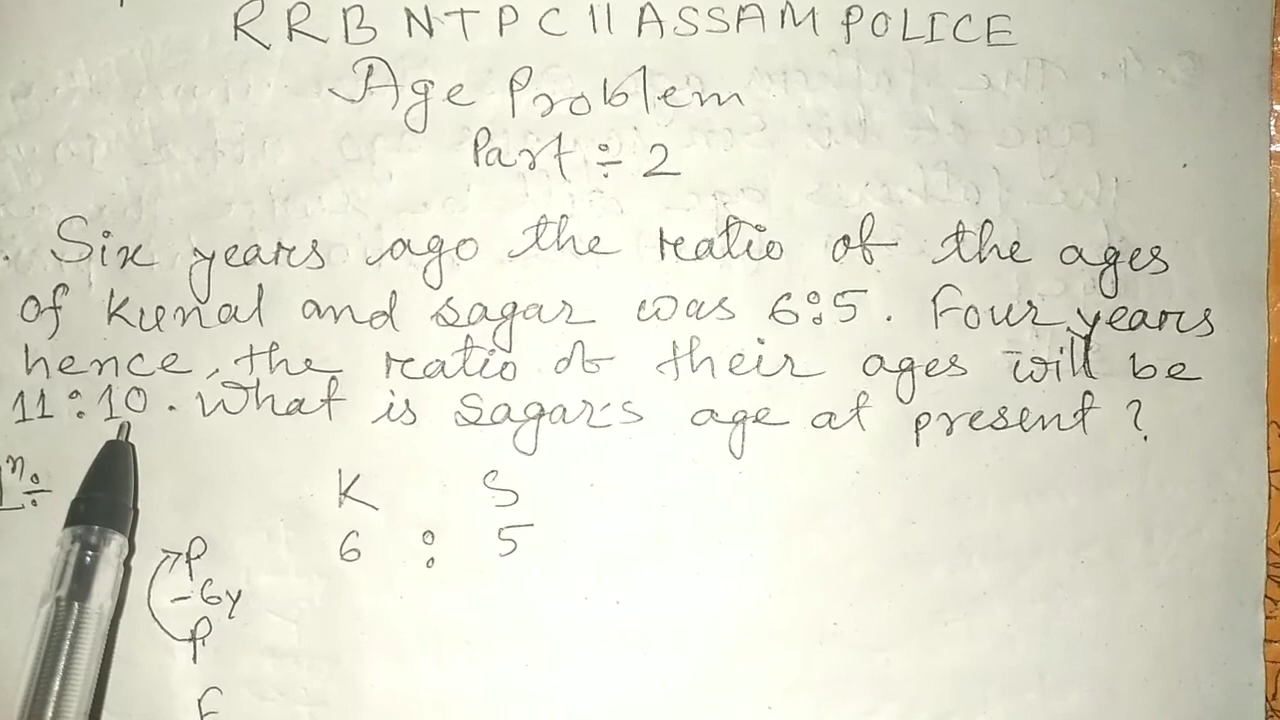 RRB NTPC || ASSAM POLICE
Age Problem
Part ÷ 2
Six years ago the ratio of the ages
of Kunal and sagar was 6:5. Four years
hence, the ratio of their ages will be
11:10. What is Sagar's age at present?
K S
6 : 5
P
-6y
P
F